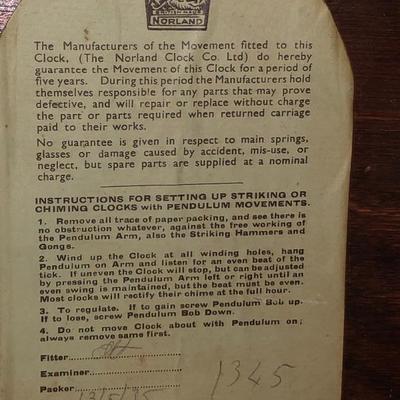 NORLAND
The Manufacturers of the Movement fitted to this
Clock, (The Norland Clock Co. Ltd) do hereby
guarantee the Movement of this Clock for a period of
five years. During this period the Manufacturers hold
themselves responsible for any parts that may prove
defective, and will repair or replace without charge
the part or parts required when returned carriage
paid to their works.
No guarantee is given in respect to main springs,
glasses or damage caused by accident, mis-use, or
neglect, but spare parts are supplied at a nominal
charge.
INSTRUCTIONS FOR SETTING UP STRIKING OR
CHIMING CLOCKS with PENDULUM MOVEMENTS.
1. Remove all trace of paper packing, and see there is
no obstruction whatever, against the free working of
the Pendulum Arm, also the Striking Hammers and
Gongs.
2. Wind up the Clock at all winding holes, hang
Pendulum on Arm and listen for an even beat of the
tick. If uneven the Clock will stop, but can be adjusted
by pressing the Pendulum Arm left or right until an
even swing is maintained, but the beat must be even.
Most clocks will rectify their chime at the full hour.
3. To regulate. If to gain screw Pendulum Bob up.
If to lose, screw Pendulum Bob Down.
4. Do not move Clock about with Pendulum on;
always remove same first.
Fitter
Examiner
Packer 13/5/35
1345